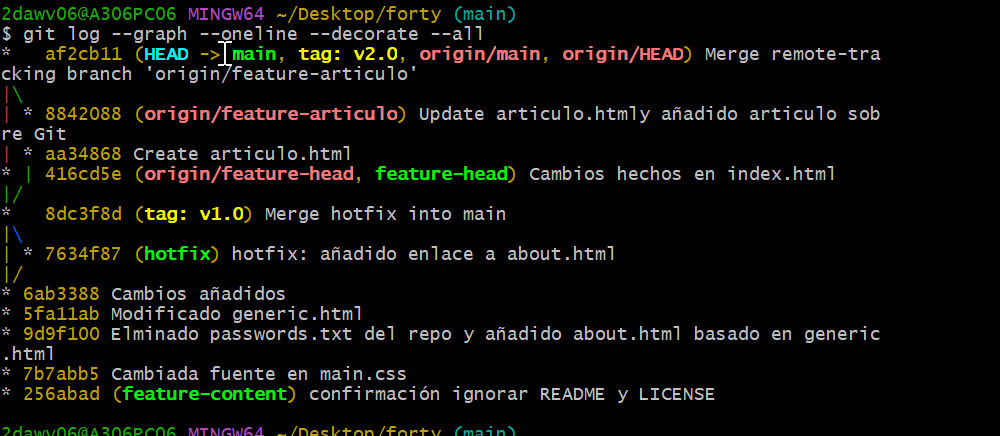 2dawv06@A306PC06 MINGW64 ~/Desktop/forty (main)
$ git log --graph --oneline --decorate --all
*   af2cb11 (HEAD -> main, tag: v2.0, origin/main, origin/HEAD) Merge remote-tra
cking branch 'origin/feature-articulo'
|\
| * 8842088 (origin/feature-articulo) Update articulo.htmly añadido articulo sob
re Git
| * aa34868 Create articulo.html
* | 416cd5e (origin/feature-head, feature-head) Cambios hechos en index.html
|/
*   8dc3f8d (tag: v1.0) Merge hotfix into main
|\
| * 7634f87 (hotfix) hotfix: añadido enlace a about.html
|/
* 6ab3388 Cambios añadidos
* 5fa11ab Modificado generic.html
* 9d9f100 Elminado passwords.txt del repo y añadido about.html basado en generic
.html
* 7b7abb5 Cambiada fuente en main.css
* 256abad (feature-content) confirmación ignorar README y LICENSE
2dawv06@A306PC06 MINGW64 ~/Desktop/forty (main)